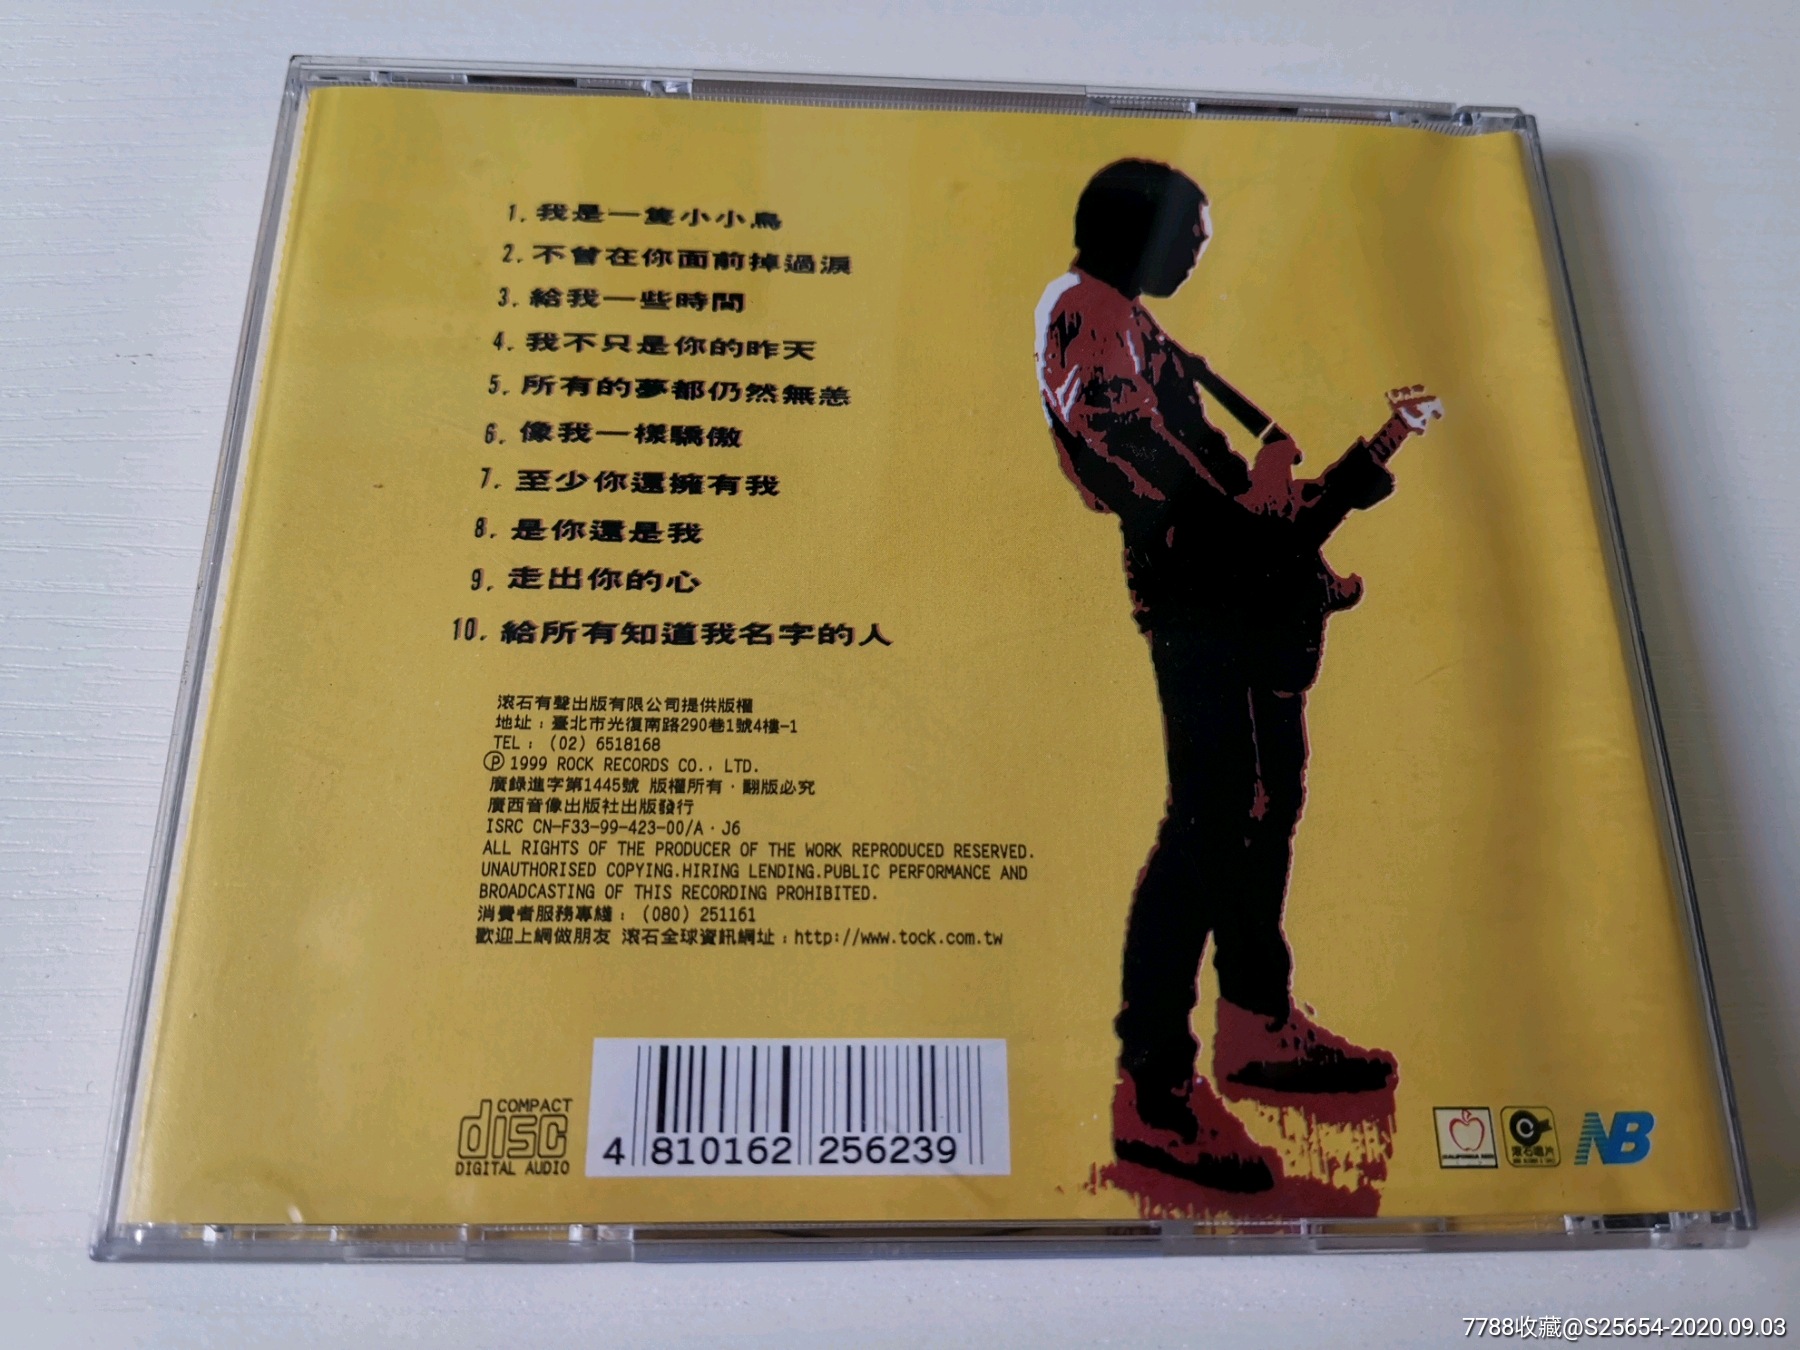 1. 我是一隻小小鳥
2. 不曾在你面前掉過淚
3. 給我一些時間
4. 我不只是你的昨天
5. 所有的夢都仍然無恙
6. 像我一樣驕傲
7. 至少你還擁有我
8. 是你還是我
9. 走出你的心
10. 給所有知道我名字的人
滾石有聲出版有限公司提供版權
地址：臺北市光復南路290巷1號4樓-1
TEL： (02) 6518168
Ⓟ 1999 ROCK RECORDS CO., LTD.
廣錄進字第1445號 版權所有·翻版必究
廣西音像出版社出版發行
ISRC CN-F33-99-423-00/A·J6
ALL RIGHTS OF THE PRODUCER OF THE WORK REPRODUCED RESERVED.
UNAUTHORISED COPYING.HIRING LENDING.PUBLIC PERFORMANCE AND
BROADCASTING OF THIS RECORDING PROHIBITED.
消費者服務專綫：(080) 251161
歡迎上網做朋友 滾石全球資訊網址：http://www.tock.com.tw
COMPACT
disc
DIGITAL AUDIO
4 810162 256239
滾石唱片
NB
7788收藏@S25654-2020.09.03